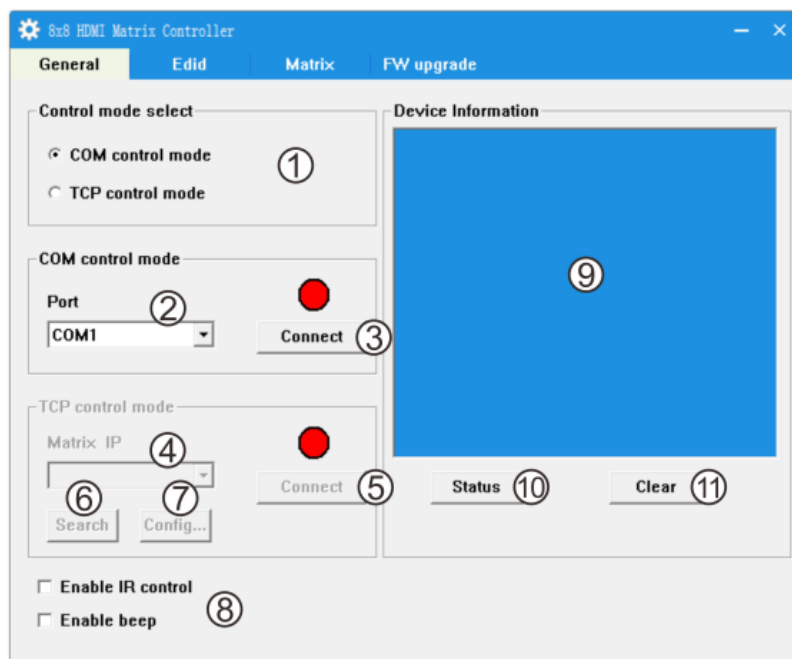 8x8 HDMI Matrix Controller
General Edid Matrix FW upgrade
Control mode select
COM control mode
①
TCP control mode
COM control mode
Port
②
COM1
Connect ③
TCP control mode
Matrix IP
④
Connect ⑤
⑥ ⑦
Search Config...
Enable IR control
⑧
Enable beep
Device Information
⑨
Status ⑩ Clear ⑪